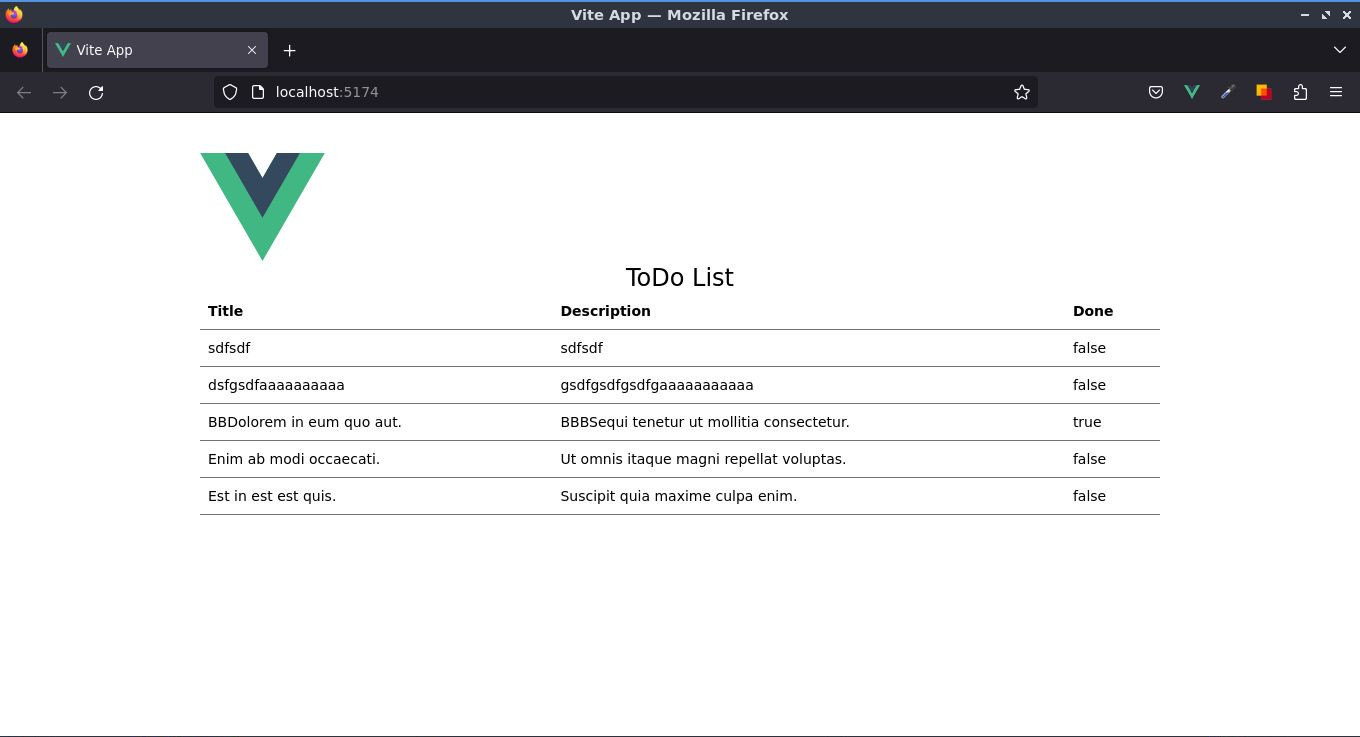 Vite App — Mozilla Firefox
Vite App
localhost:5174
ToDo List
Title Description Done
sdfsdf sdfsdf false
dsfgsdfaaaaaaaaaa gsdfgsdfgsdfgaaaaaaaaaaa false
BBDolorem in eum quo aut. BBBSequi tenetur ut mollitia consectetur. true
Enim ab modi occaecati. Ut omnis itaque magni repellat voluptas. false
Est in est est quis. Suscipit quia maxime culpa enim. false